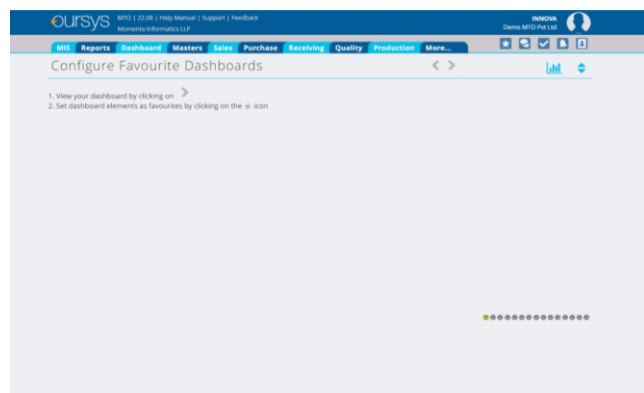 oursys
MTO | 22.08 | Help Manual | Support | Feedback
Momenta Informatics LLP
INNOVA
Demo MTO Pvt Ltd
MIS Reports Dashboard Masters Sales Purchase Receiving Quality Production More...
Configure Favourite Dashboards
1. View your dashboard by clicking on
2. Set dashboard elements as favourites by clicking on the icon